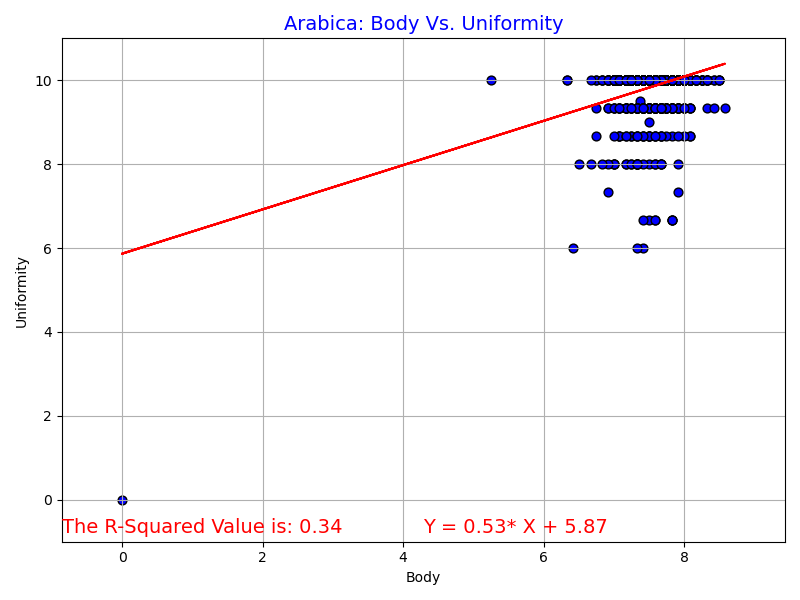 Arabica: Body Vs. Uniformity
Uniformity
10
8
6
4
2
0
The R-Squared Value is: 0.34
Y = 0.53* X + 5.87
0 2 4 6 8
Body